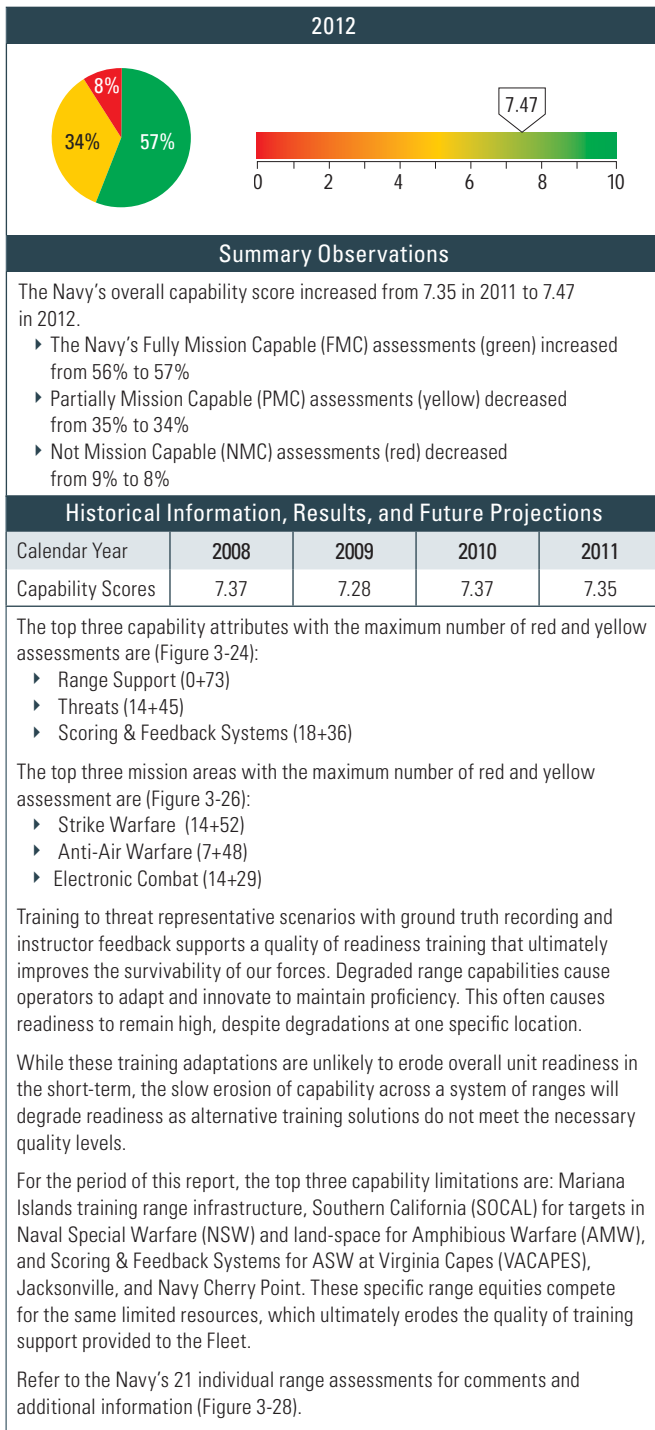 2012
8%
34%
57%
7.47
0 2 4 6 8 10
Summary Observations
The Navy's overall capability score increased from 7.35 in 2011 to 7.47
in 2012.
‣ The Navy's Fully Mission Capable (FMC) assessments (green) increased
from 56% to 57%
‣ Partially Mission Capable (PMC) assessments (yellow) decreased
from 35% to 34%
‣ Not Mission Capable (NMC) assessments (red) decreased
from 9% to 8%
Historical Information, Results, and Future Projections
Calendar Year 2008 2009 2010 2011
Capability Scores 7.37 7.28 7.37 7.35
The top three capability attributes with the maximum number of red and yellow
assessments are (Figure 3-24):
‣ Range Support (0+73)
‣ Threats (14+45)
‣ Scoring & Feedback Systems (18+36)
The top three mission areas with the maximum number of red and yellow
assessment are (Figure 3-26):
‣ Strike Warfare (14+52)
‣ Anti-Air Warfare (7+48)
‣ Electronic Combat (14+29)
Training to threat representative scenarios with ground truth recording and
instructor feedback supports a quality of readiness training that ultimately
improves the survivability of our forces. Degraded range capabilities cause
operators to adapt and innovate to maintain proficiency. This often causes
readiness to remain high, despite degradations at one specific location.
While these training adaptations are unlikely to erode overall unit readiness in
the short-term, the slow erosion of capability across a system of ranges will
degrade readiness as alternative training solutions do not meet the necessary
quality levels.
For the period of this report, the top three capability limitations are: Mariana
Islands training range infrastructure, Southern California (SOCAL) for targets in
Naval Special Warfare (NSW) and land-space for Amphibious Warfare (AMW),
and Scoring & Feedback Systems for ASW at Virginia Capes (VACAPES),
Jacksonville, and Navy Cherry Point. These specific range equities compete
for the same limited resources, which ultimately erodes the quality of training
support provided to the Fleet.
Refer to the Navy's 21 individual range assessments for comments and
additional information (Figure 3-28).